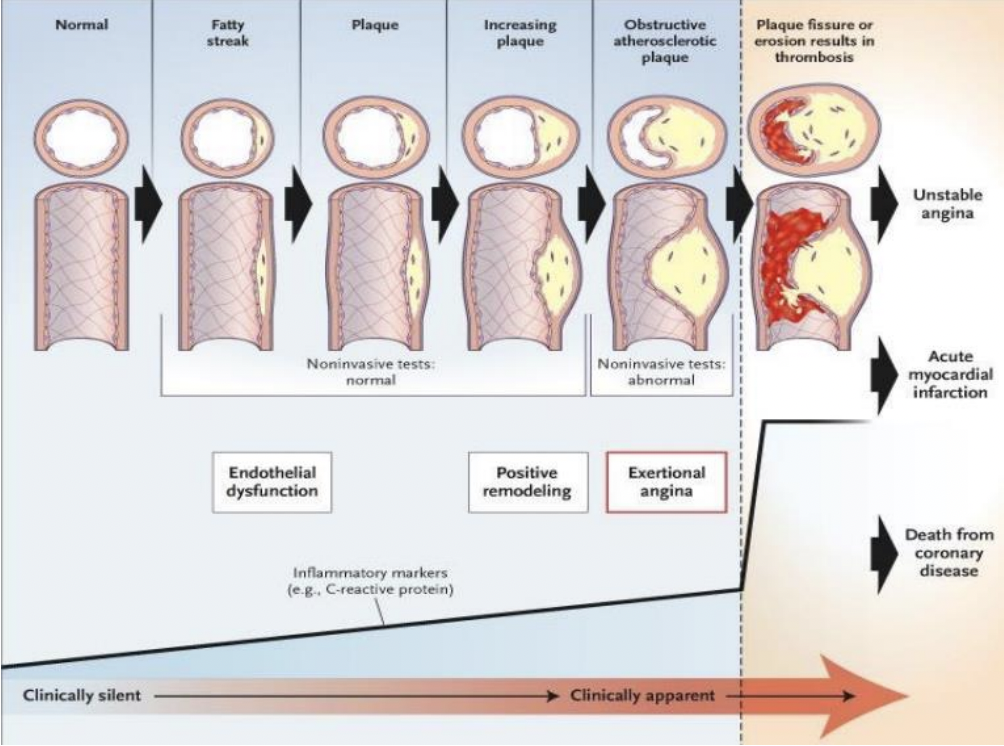 Normal
Fatty
streak
Plaque
Increasing
plaque
Obstructive
atherosclerotic
plaque
Plaque fissure or
erosion results in
thrombosis
Unstable
angina
Noninvasive tests:
normal
Noninvasive tests:
abnormal
Acute
myocardial
infarction
Endothelial
dysfunction
Positive
remodeling
Exertional
angina
Death from
coronary
disease
Inflammatory markers
(e.g., C-reactive protein)
Clinically silent
Clinically apparent